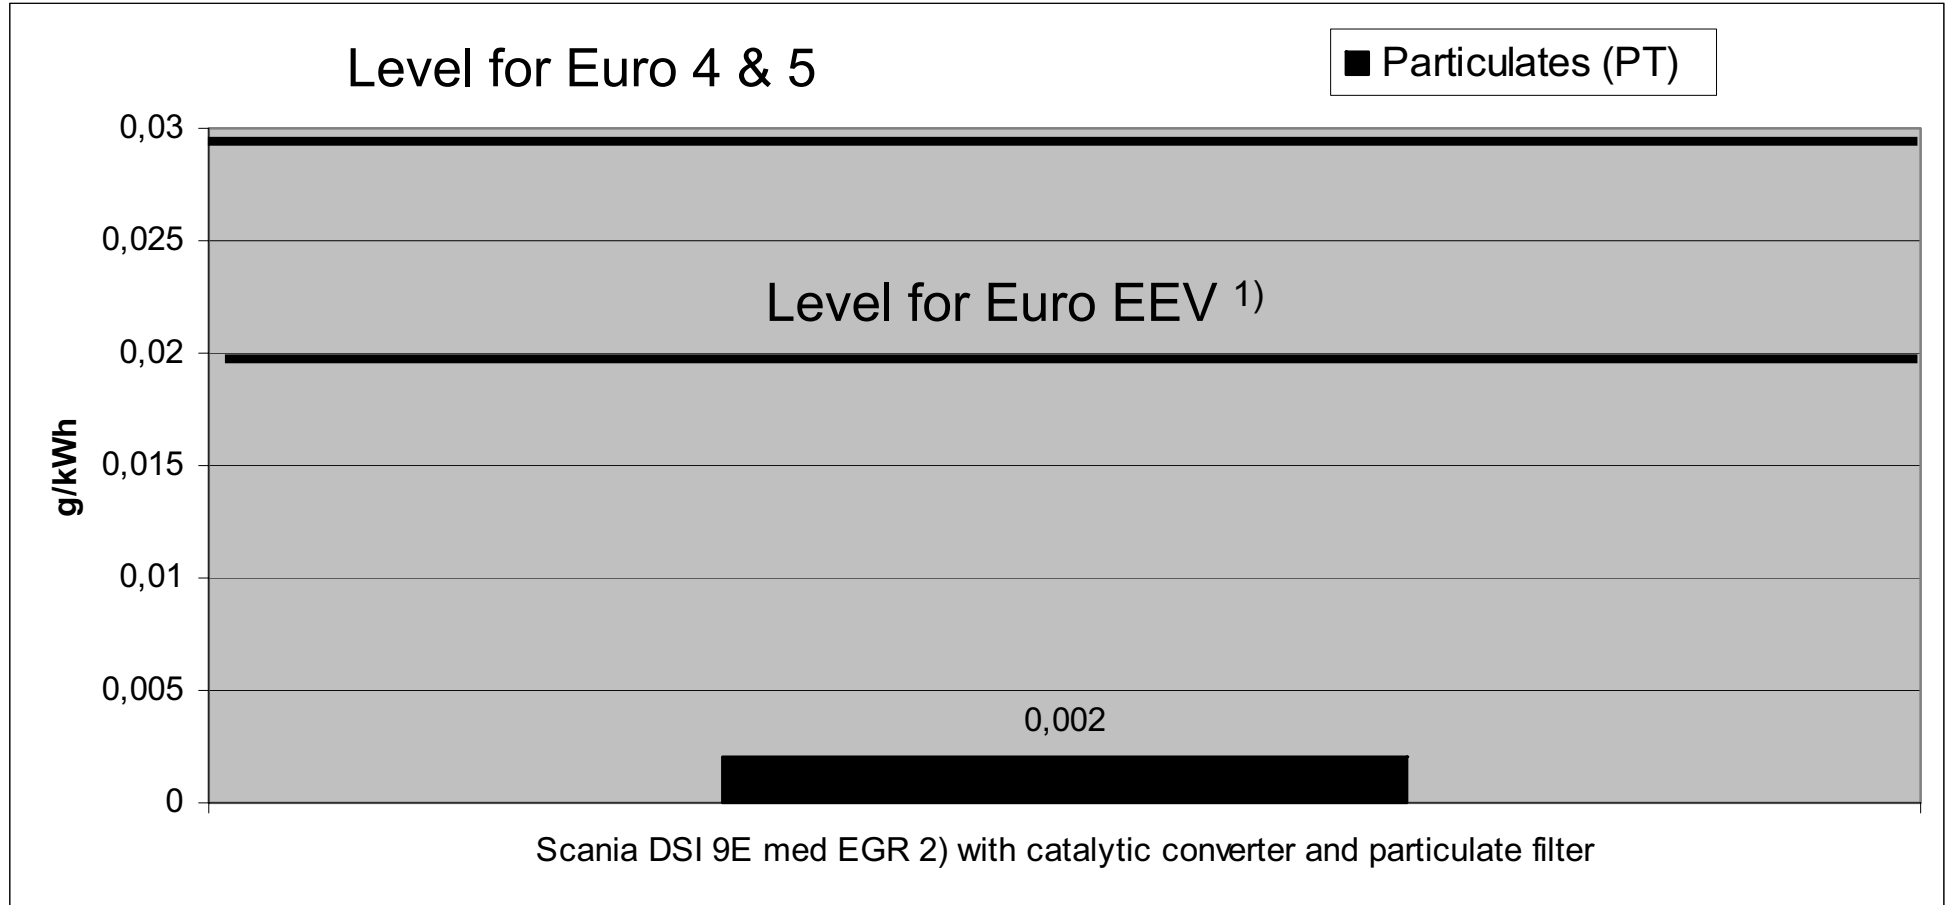 Level for Euro 4 & 5
Particulates (PT)
0,03
0,025
Level for Euro EEV 1)
0,02
0,015
0,01
0,005
0
g/kWh
0,002
Scania DSI 9E med EGR 2) with catalytic converter and particulate filter